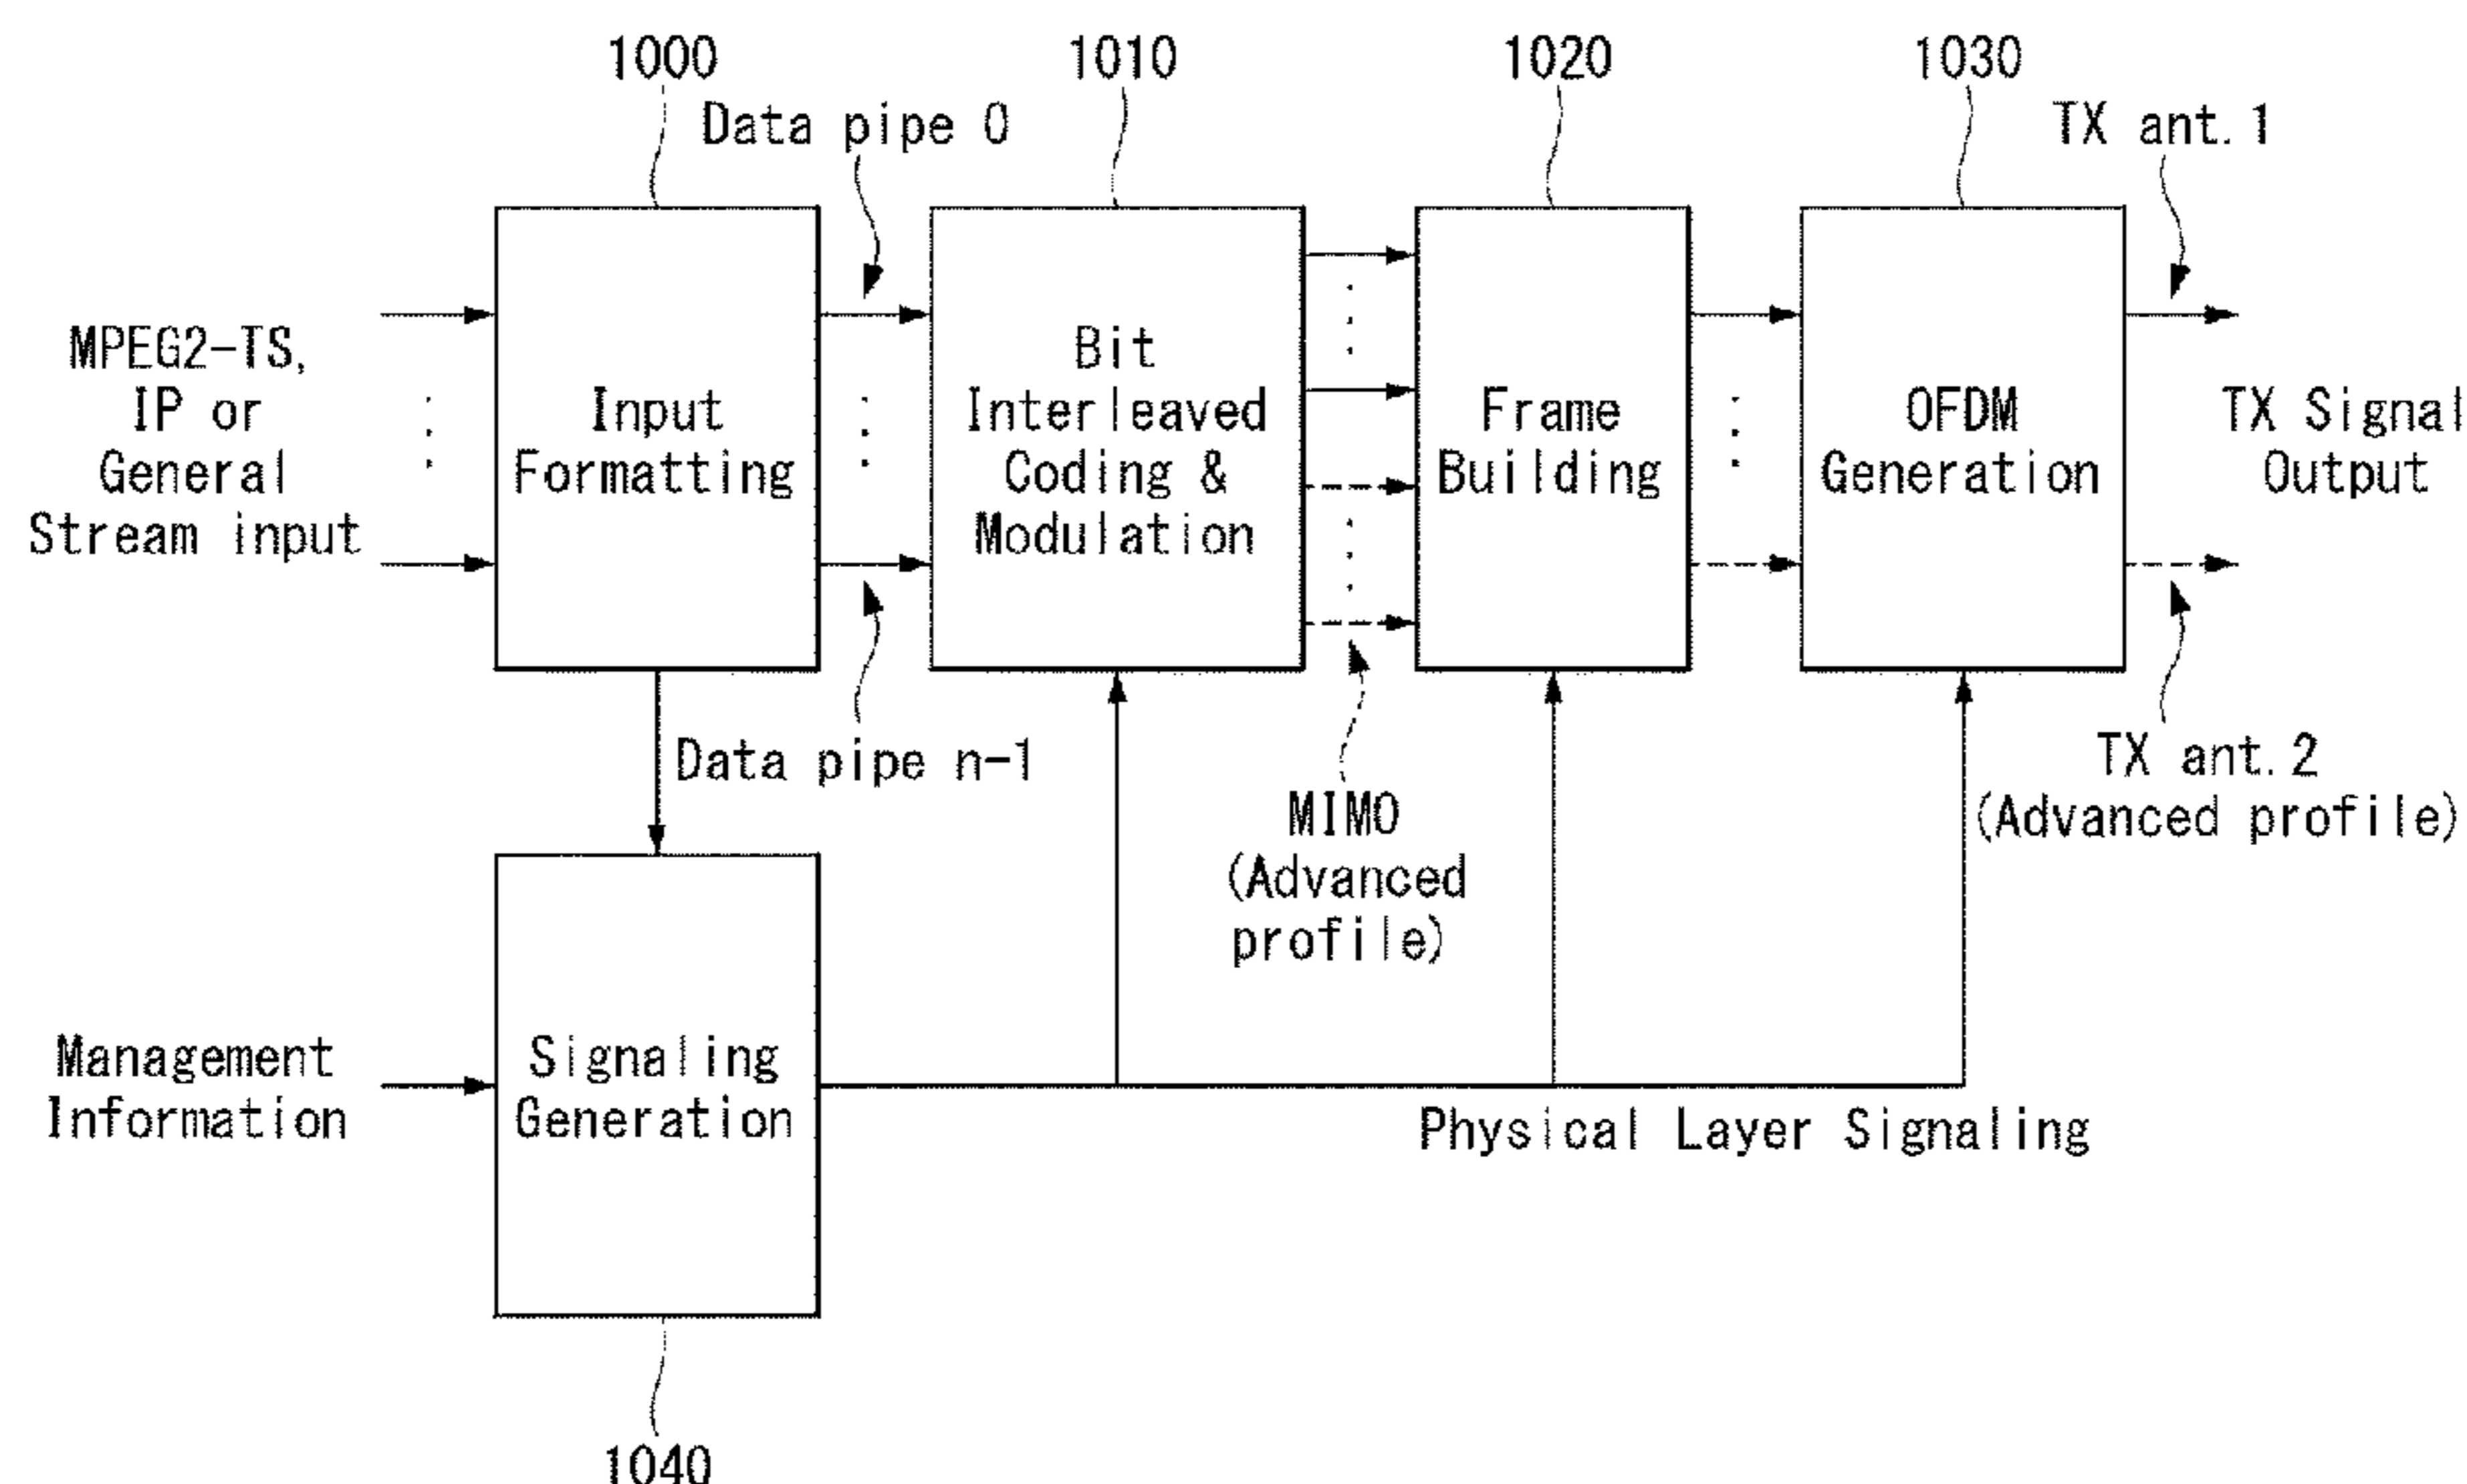 1000
1010
1020
1030
Data pipe 0
TX ant.1
MPEG2-TS,
IP or
General
Stream input
Input
Formatting
Bit
Interleaved
Coding &
Modulation
Frame
Building
OFDM
Generation
TX Signal
Output
Data pipe n-1
MIMO
(Advanced
profile)
TX ant.2
(Advanced profile)
Management
Information
Signaling
Generation
Physical Layer Signaling
1040